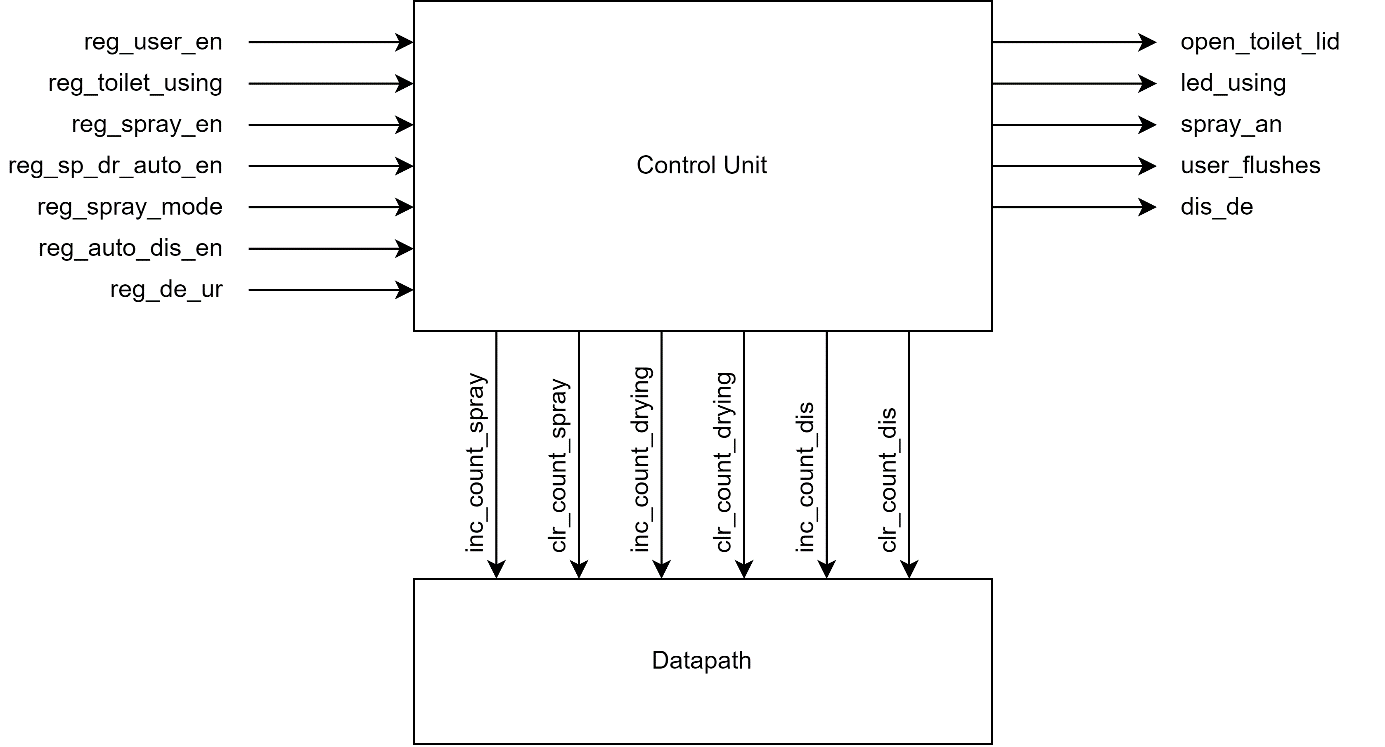 reg_user_en
reg_toilet_using
reg_spray_en
reg_sp_dr_auto_en
reg_spray_mode
reg_auto_dis_en
reg_de_ur
Control Unit
open_toilet_lid
led_using
spray_an
user_flushes
dis_de
inc_count_spray
clr_count_spray
inc_count_drying
clr_count_drying
inc_count_dis
clr_count_dis
Datapath